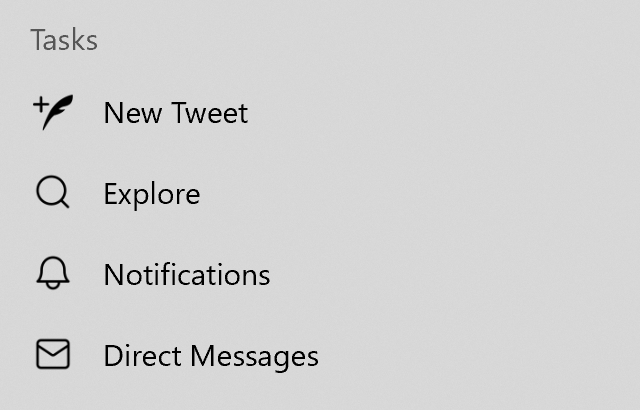 Tasks
New Tweet
Explore
Notifications
Direct Messages